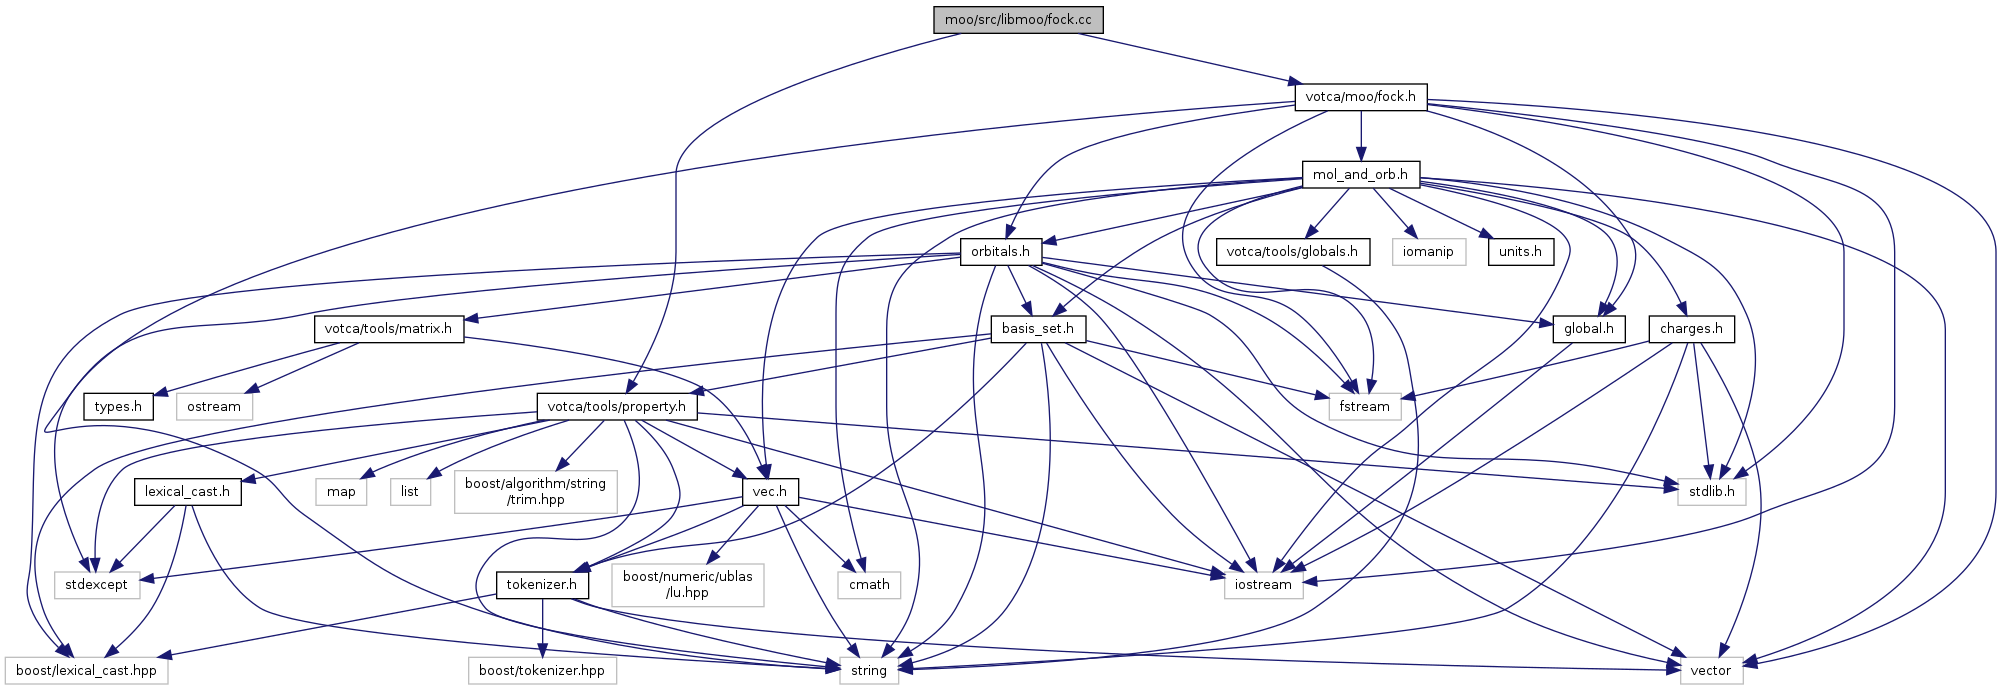 moo/src/libmoo/fock.cc
votca/moo/fock.h
mol_and_orb.h
orbitals.h
votca/tools/globals.h
iomanip
units.h
votca/tools/matrix.h
basis_set.h
global.h
charges.h
types.h
ostream
votca/tools/property.h
fstream
lexical_cast.h
map
list
boost/algorithm/string
/trim.hpp
vec.h
stdlib.h
stdexcept
tokenizer.h
boost/numeric/ublas
/lu.hpp
cmath
iostream
boost/lexical_cast.hpp
boost/tokenizer.hpp
string
vector